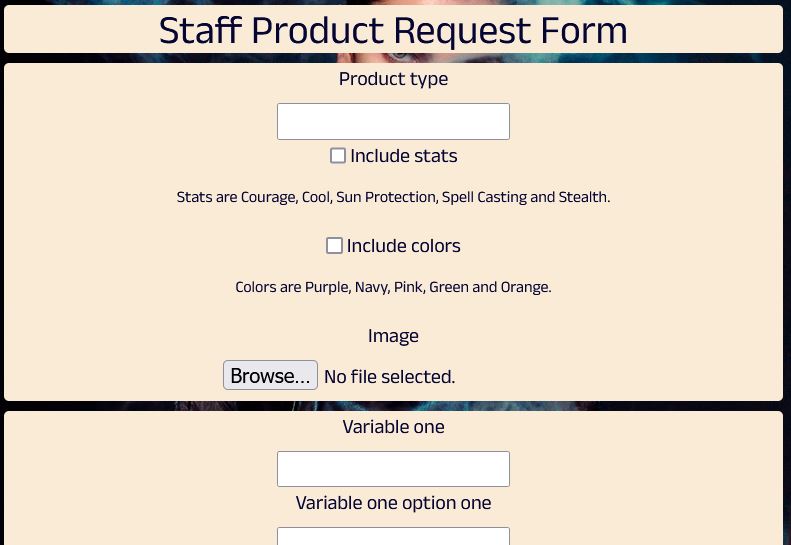 Staff Product Request Form
Product type
Include stats
Stats are Courage, Cool, Sun Protection, Spell Casting and Stealth.
Include colors
Colors are Purple, Navy, Pink, Green and Orange.
Image
Browse... No file selected.
Variable one
Variable one option one